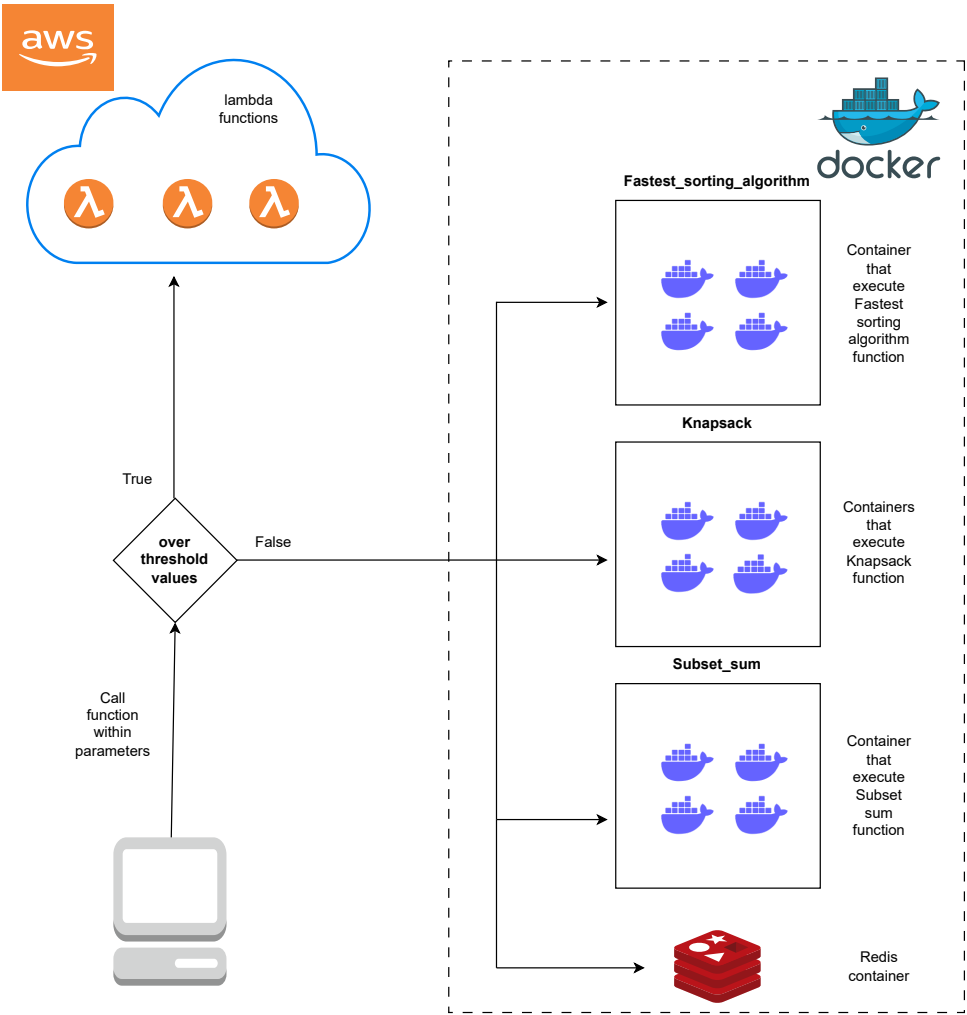 aws
lambda
functions
docker
Fastest_sorting_algorithm
Container
that
execute
Fastest
sorting
algorithm
function
Knapsack
Containers
that
execute
Knapsack
function
True
over
threshold
values
False
Subset_sum
Call
function
within
parameters
Container
that
execute
Subset
sum
function
Redis
container